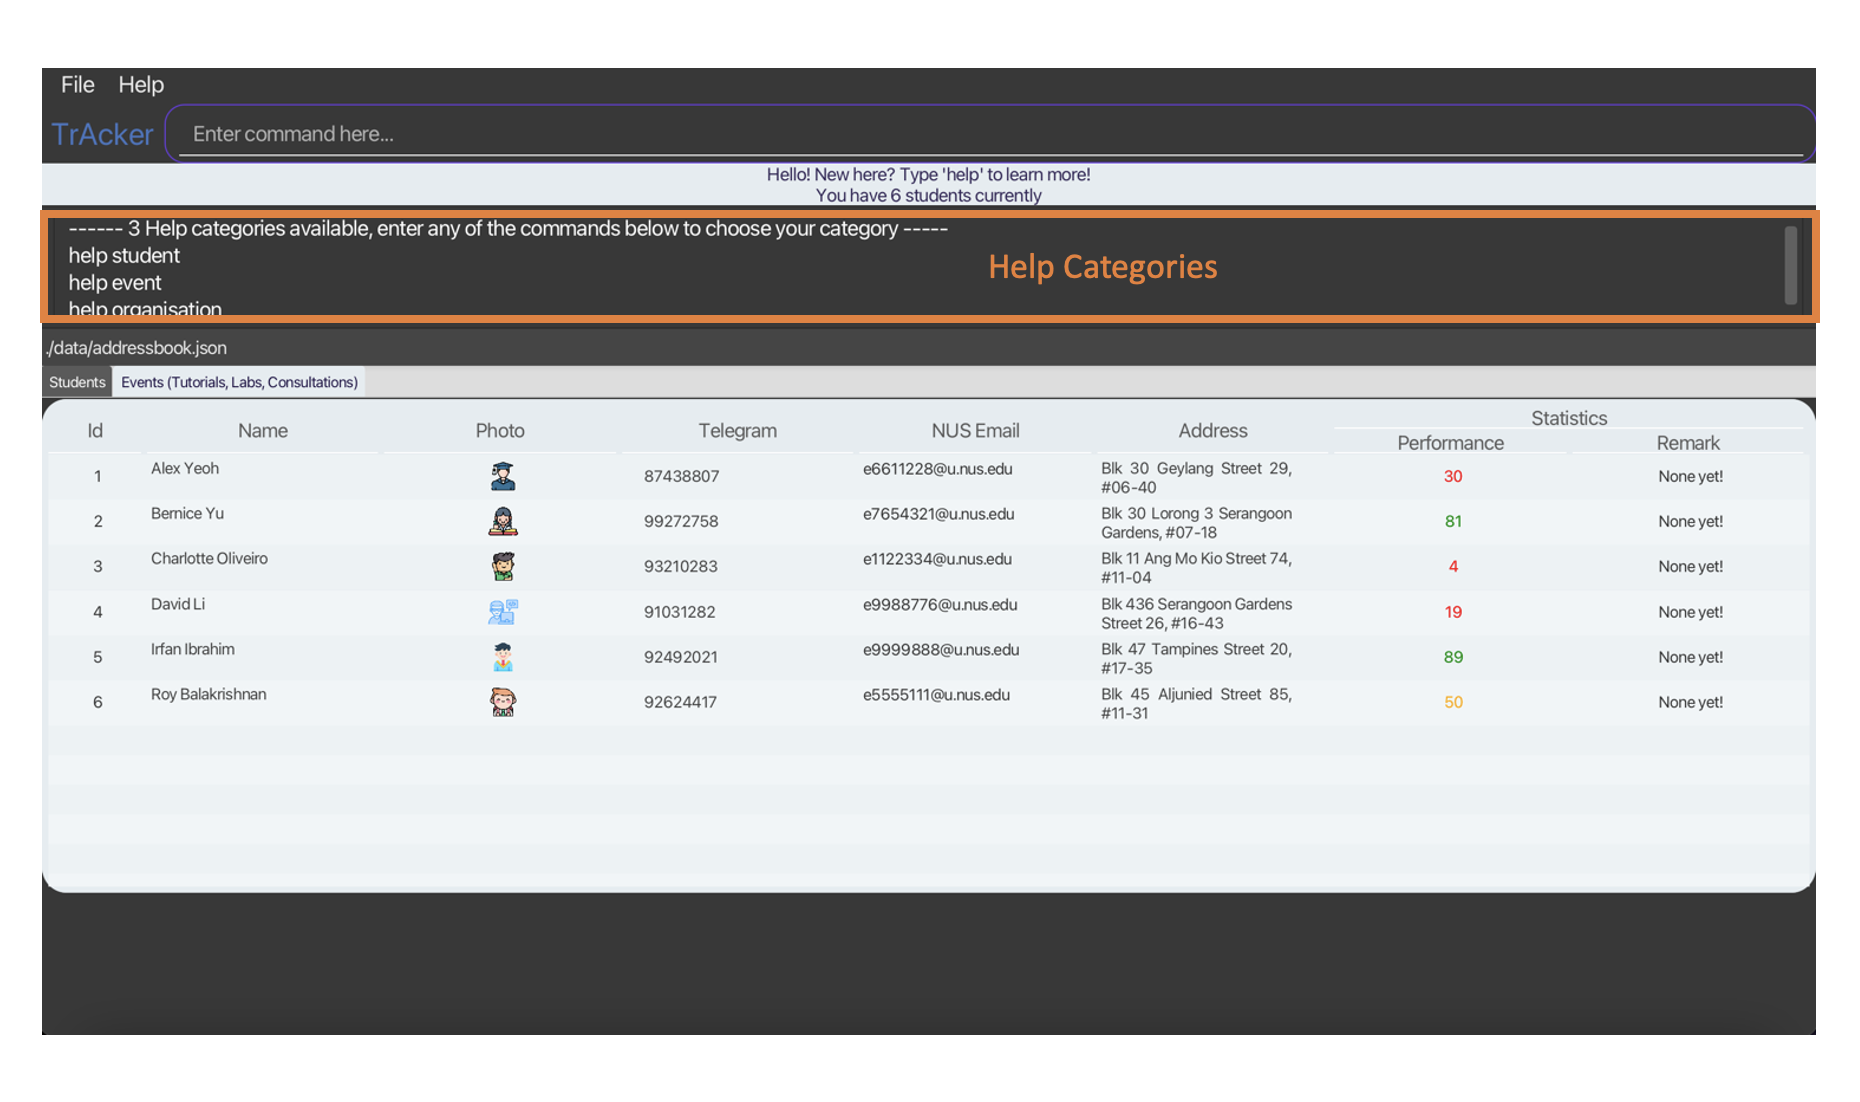 File Help
TrAcker Enter command here...
Hello! New here? Type 'help' to learn more!
You have 6 students currently
------ 3 Help categories available, enter any of the commands below to choose your category -----
help student
help event
help organisation
Help Categories
./data/addressbook.json
Students Events (Tutorials, Labs, Consultations)
Id Name Photo Telegram NUS Email Address Statistics
Performance Remark
1 Alex Yeoh 87438807 e6611228@u.nus.edu Blk 30 Geylang Street 29, 30 None yet!
#06-40
2 Bernice Yu 99272758 e7654321@u.nus.edu Blk 30 Lorong 3 Serangoon 81 None yet!
Gardens, #07-18
3 Charlotte Oliveiro 93210283 e1122334@u.nus.edu Blk 11 Ang Mo Kio Street 74, 4 None yet!
#11-04
4 David Li 91031282 e9988776@u.nus.edu Blk 436 Serangoon Gardens 19 None yet!
Street 26, #16-43
5 Irfan Ibrahim 92492021 e9999888@u.nus.edu Blk 47 Tampines Street 20, 89 None yet!
#17-35
6 Roy Balakrishnan 92624417 e5555111@u.nus.edu Blk 45 Aljunied Street 85, 50 None yet!
#11-31